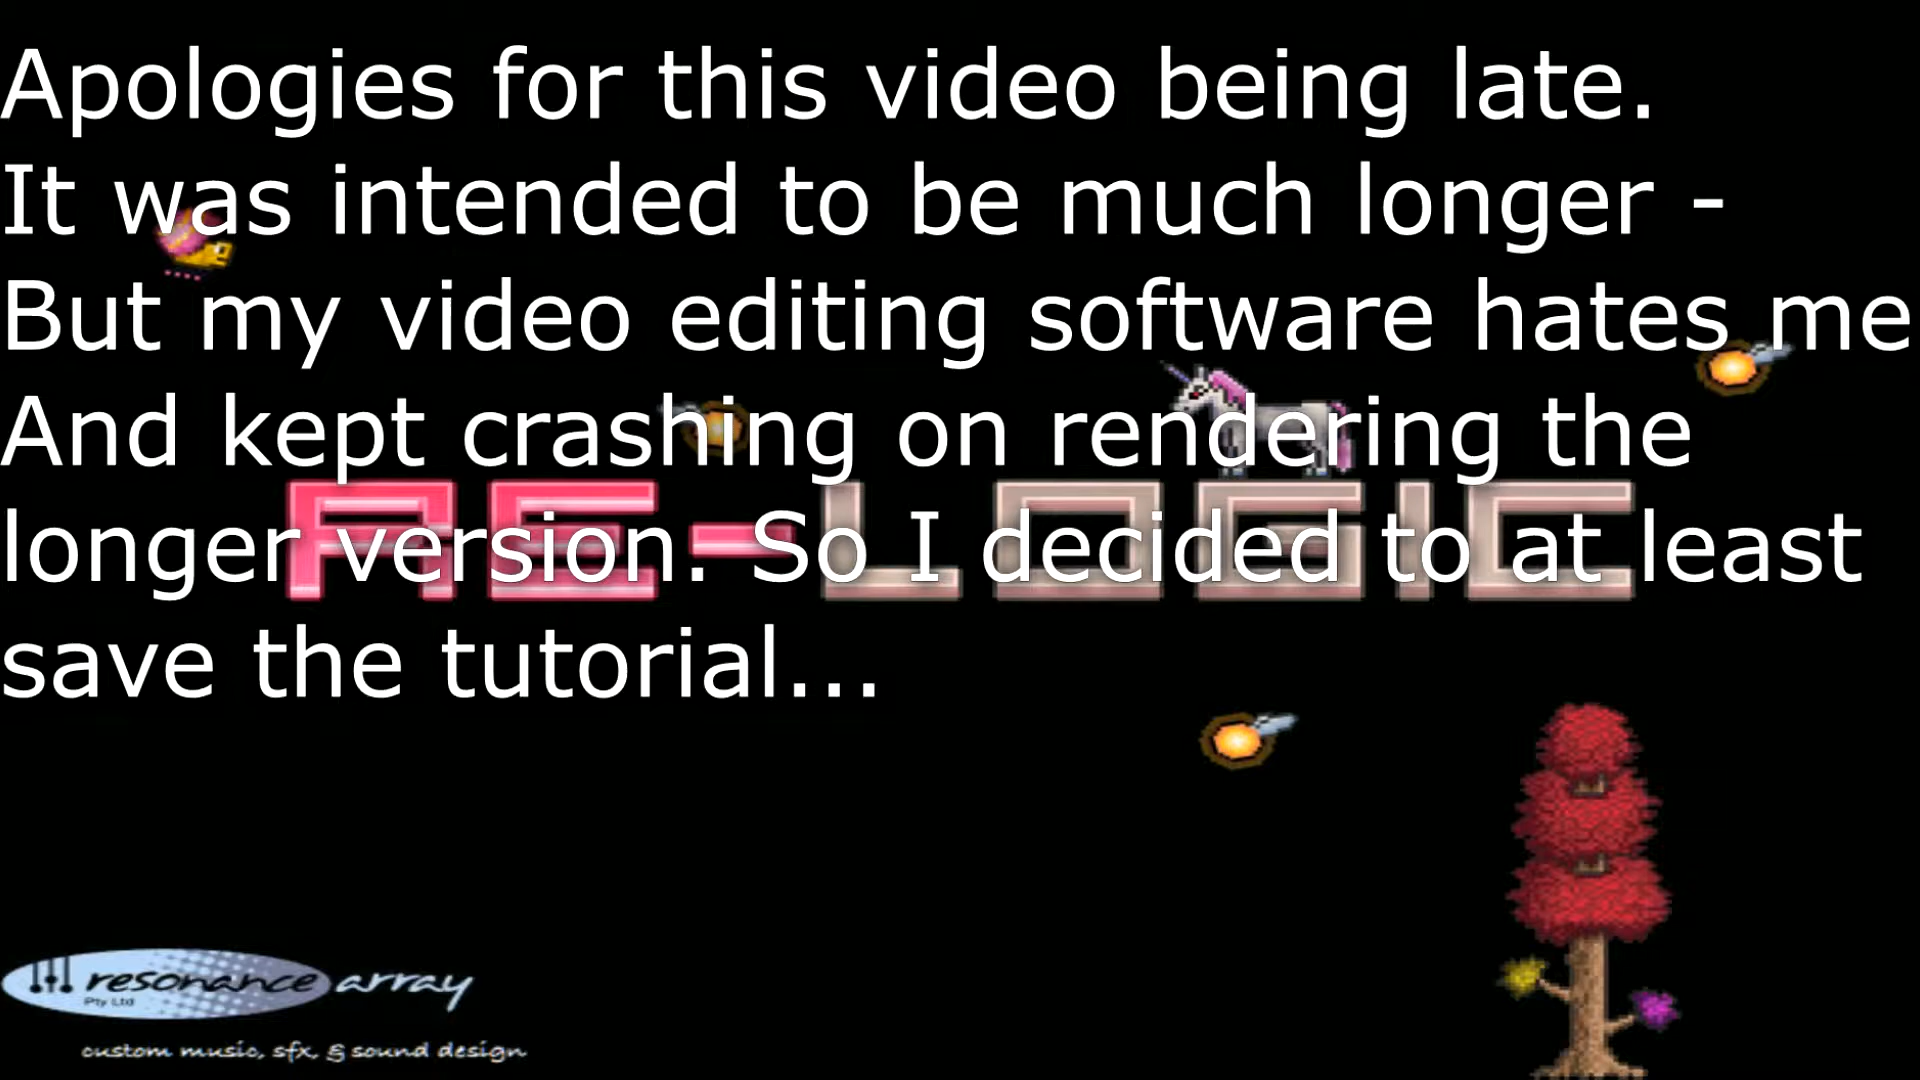 Apologies for this video being late.
It was intended to be much longer -
But my video editing software hates me
And kept crashing on rendering the
longer version. So I decided to at least
save the tutorial...
RE-LOGIC
resonance array
Pty Ltd
custom music, sfx, & sound design